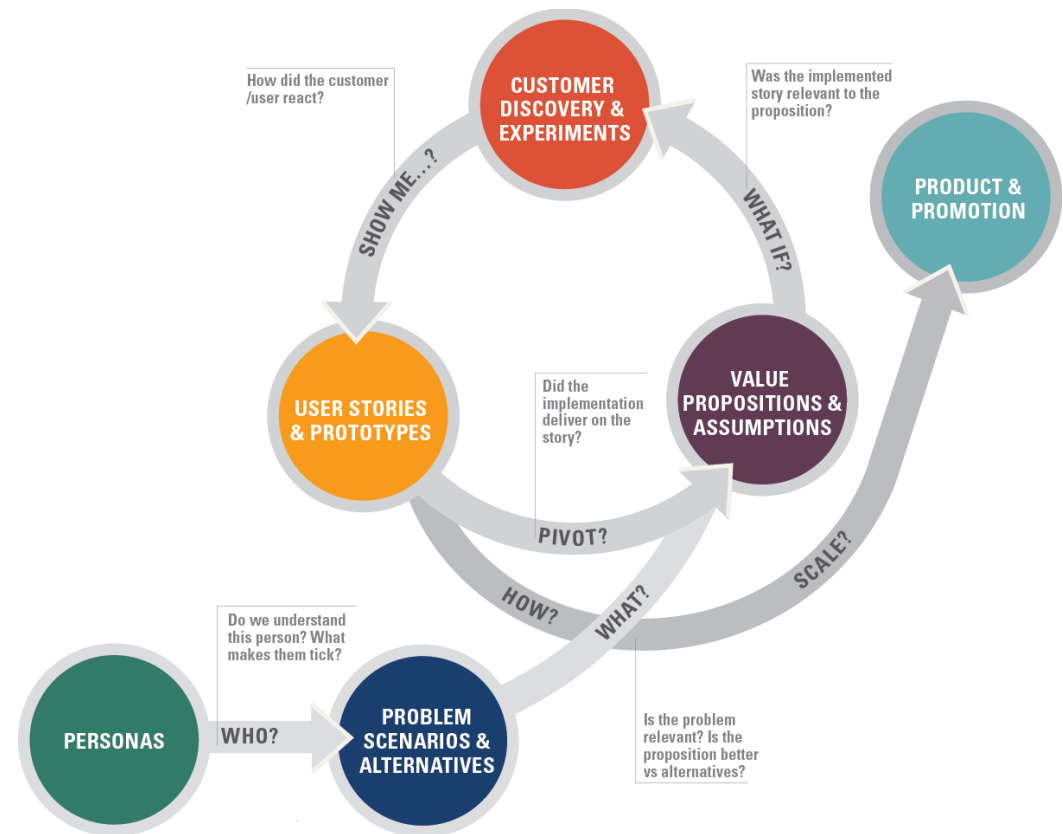 How did the customer
/user react?
CUSTOMER
DISCOVERY &
EXPERIMENTS
Was the implemented
story relevant to the
proposition?
PRODUCT &
PROMOTION
SHOW ME...?
WHAT IF?
USER STORIES
& PROTOTYPES
Did the
implementation
deliver on the
story?
VALUE
PROPOSITIONS &
ASSUMPTIONS
PIVOT?
HOW?
WHAT?
SCALE?
Do we understand
this person? What
makes them tick?
PERSONAS
WHO?
PROBLEM
SCENARIOS &
ALTERNATIVES
Is the problem
relevant? Is the
proposition better
vs alternatives?